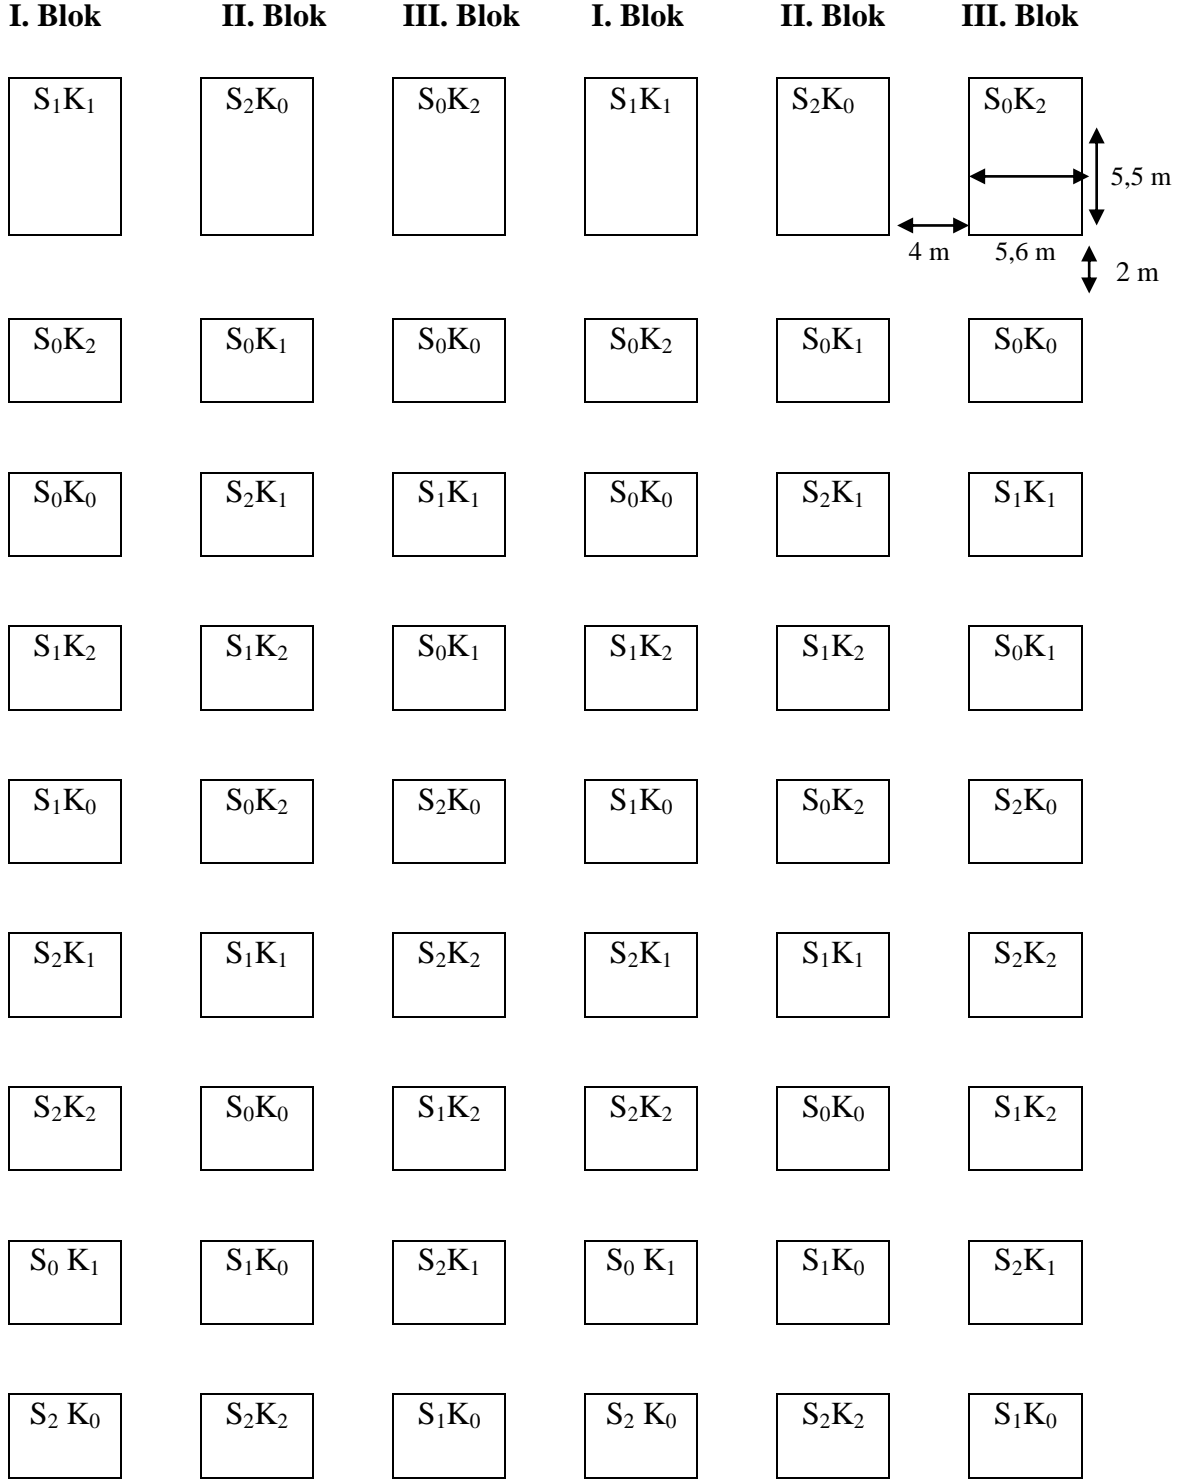 I. Blok II. Blok III. Blok I. Blok II. Blok III. Blok
S₁K₁ S₂K₀ S₀K₂ S₁K₁ S₂K₀ S₀K₂
5,5 m
4 m 5,6 m
2 m
S₀K₂ S₀K₁ S₀K₀ S₀K₂ S₀K₁ S₀K₀
S₀K₀ S₂K₁ S₁K₁ S₀K₀ S₂K₁ S₁K₁
S₁K₂ S₁K₂ S₀K₁ S₁K₂ S₁K₂ S₀K₁
S₁K₀ S₀K₂ S₂K₀ S₁K₀ S₀K₂ S₂K₀
S₂K₁ S₁K₁ S₂K₂ S₂K₁ S₁K₁ S₂K₂
S₂K₂ S₀K₀ S₁K₂ S₂K₂ S₀K₀ S₁K₂
S₀ K₁ S₁K₀ S₂K₁ S₀ K₁ S₁K₀ S₂K₁
S₂ K₀ S₂K₂ S₁K₀ S₂ K₀ S₂K₂ S₁K₀